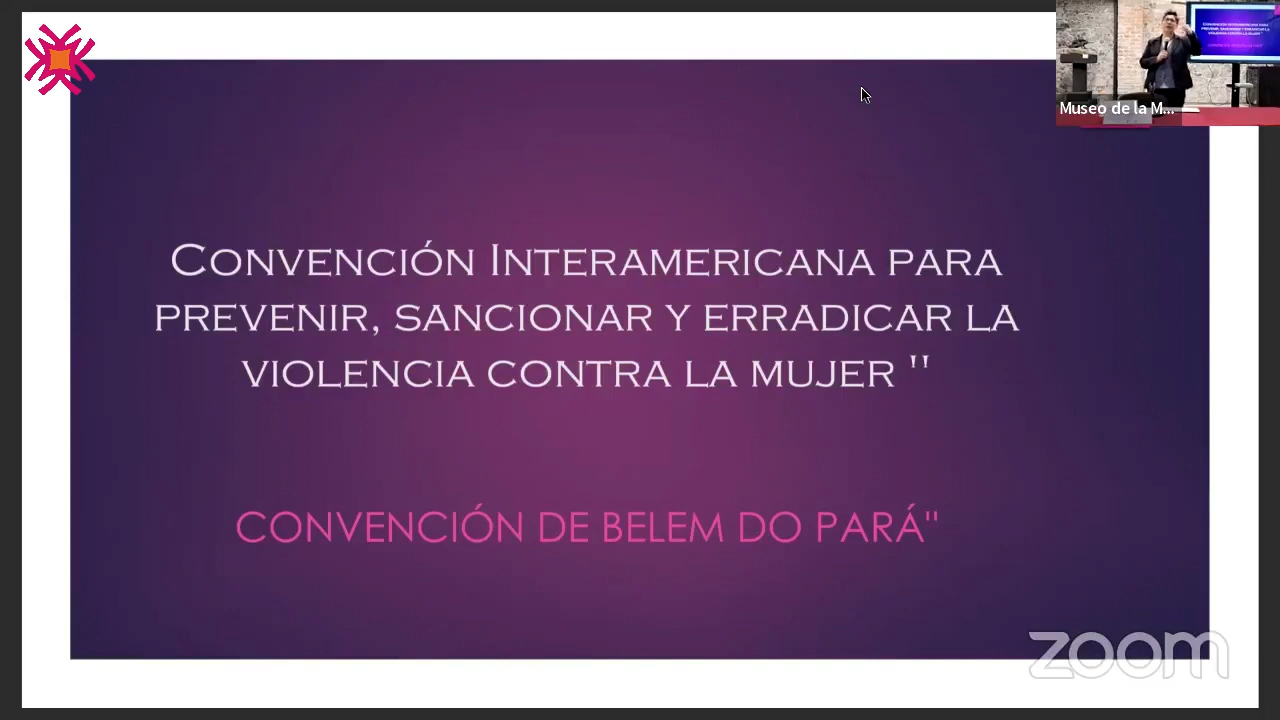 Convención Interamericana para
prevenir, sancionar y erradicar la
violencia contra la mujer "
CONVENCIÓN DE BELEM DO PARÁ"
Museo de la M...
zoom